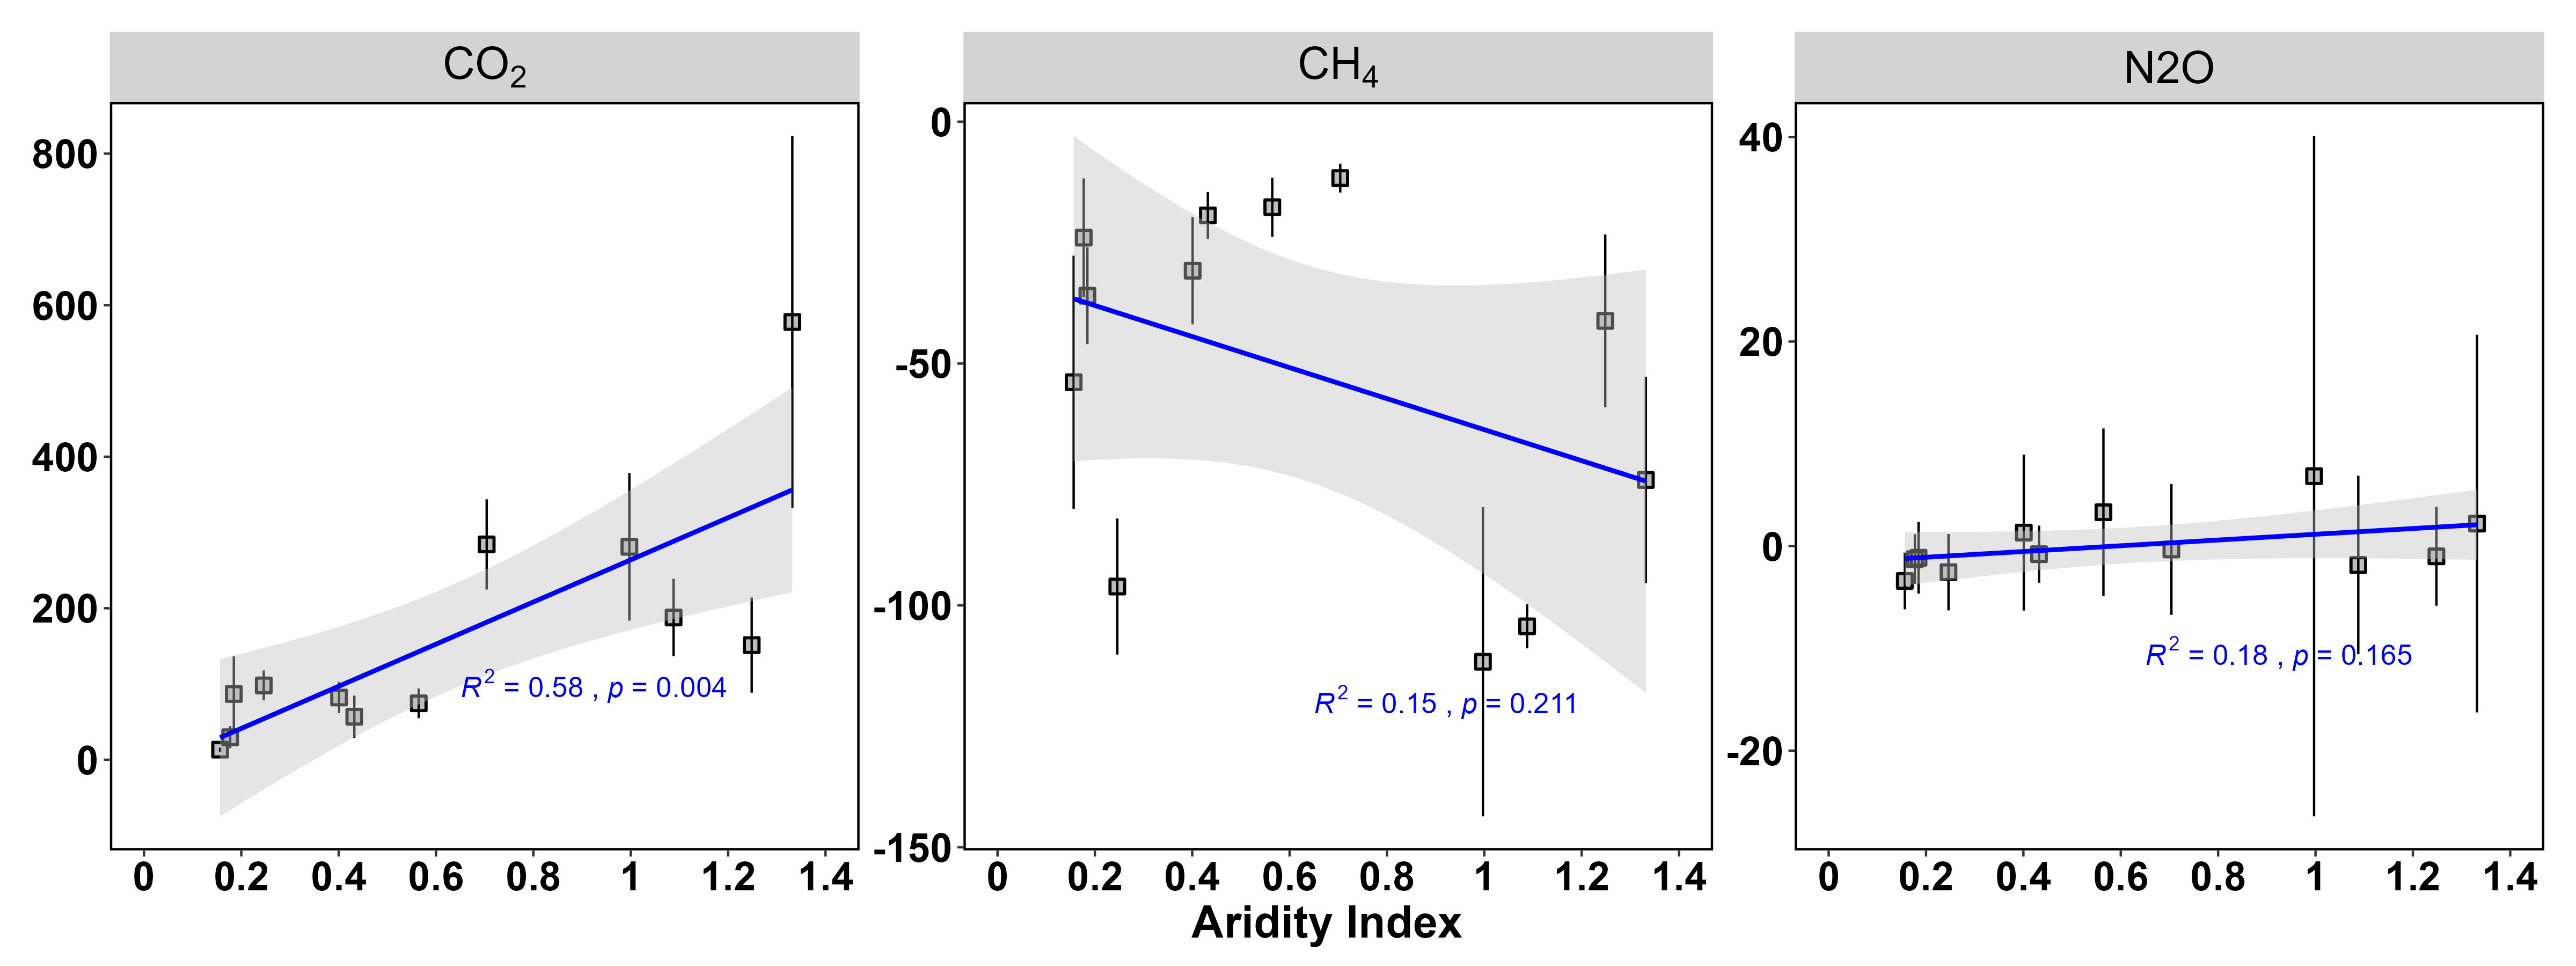 CO₂ CH₄ N2O
800
600
400
200
0
R² = 0.58 , p = 0.004
0 0.2 0.4 0.6 0.8 1 1.2 1.4
0
-50
-100
-150
R² = 0.15 , p = 0.211
0 0.2 0.4 0.6 0.8 1 1.2 1.4
40
20
0
-20
R² = 0.18 , p = 0.165
0 0.2 0.4 0.6 0.8 1 1.2 1.4
Aridity Index